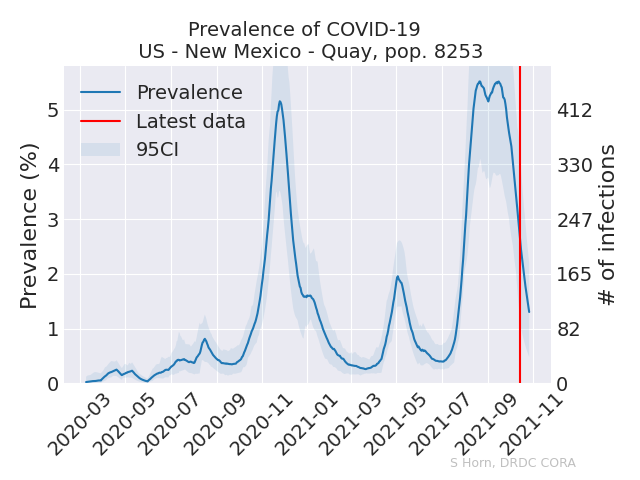 Prevalence of COVID-19
US - New Mexico - Quay, pop. 8253
Prevalence
Latest data
95CI
Prevalence (%)
5
4
3
2
1
0
412
330
247
165
82
0
# of infections
2020-03
2020-05
2020-07
2020-09
2020-11
2021-01
2021-03
2021-05
2021-07
2021-09
2021-11
S Horn, DRDC CORA